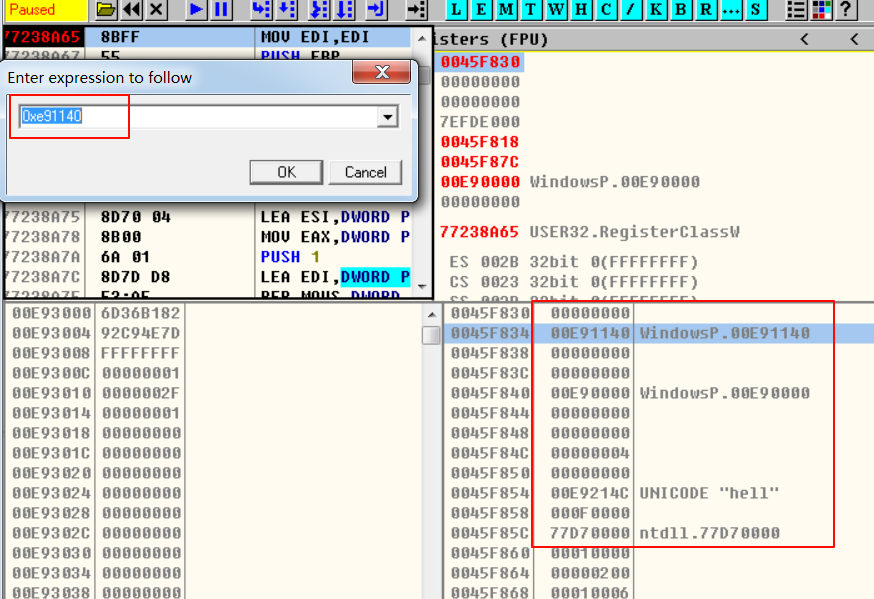 Paused L E M T W H C / K B R ... S ?
77238A65 8BFF MOV EDI,EDI
77238A67 55 PUSH EBP
isters (FPU) < <
0045F830
00000000
00000000
7EFDE000
0045F818
0045F87C
00E90000 WindowsP.00E90000
00000000
77238A65 USER32.RegisterClassW
ES 002B 32bit 0(FFFFFFFF)
CS 0023 32bit 0(FFFFFFFF)
Enter expression to follow
0xe91140
OK Cancel
77238A75 8D70 04 LEA ESI,DWORD P
77238A78 8B00 MOV EAX,DWORD P
77238A7A 6A 01 PUSH 1
77238A7C 8D7D D8 LEA EDI,DWORD P
00E93000 6D36B182
00E93004 92C94E7D
00E93008 FFFFFFFF
00E9300C 00000001
00E93010 0000002F
00E93014 00000001
00E93018 00000000
00E9301C 00000000
00E93020 00000000
00E93024 00000000
00E93028 00000000
00E9302C 00000000
00E93030 00000000
00E93034 00000000
00E93038 00000000
0045F830 00000000
0045F834 00E91140 WindowsP.00E91140
0045F838 00000000
0045F83C 00000000
0045F840 00E90000 WindowsP.00E90000
0045F844 00000000
0045F848 00000000
0045F84C 00000004
0045F850 00000000
0045F854 00E9214C UNICODE "hell"
0045F858 000F0000
0045F85C 77D70000 ntdll.77D70000
0045F860 00010000
0045F864 00000200
0045F868 00010006